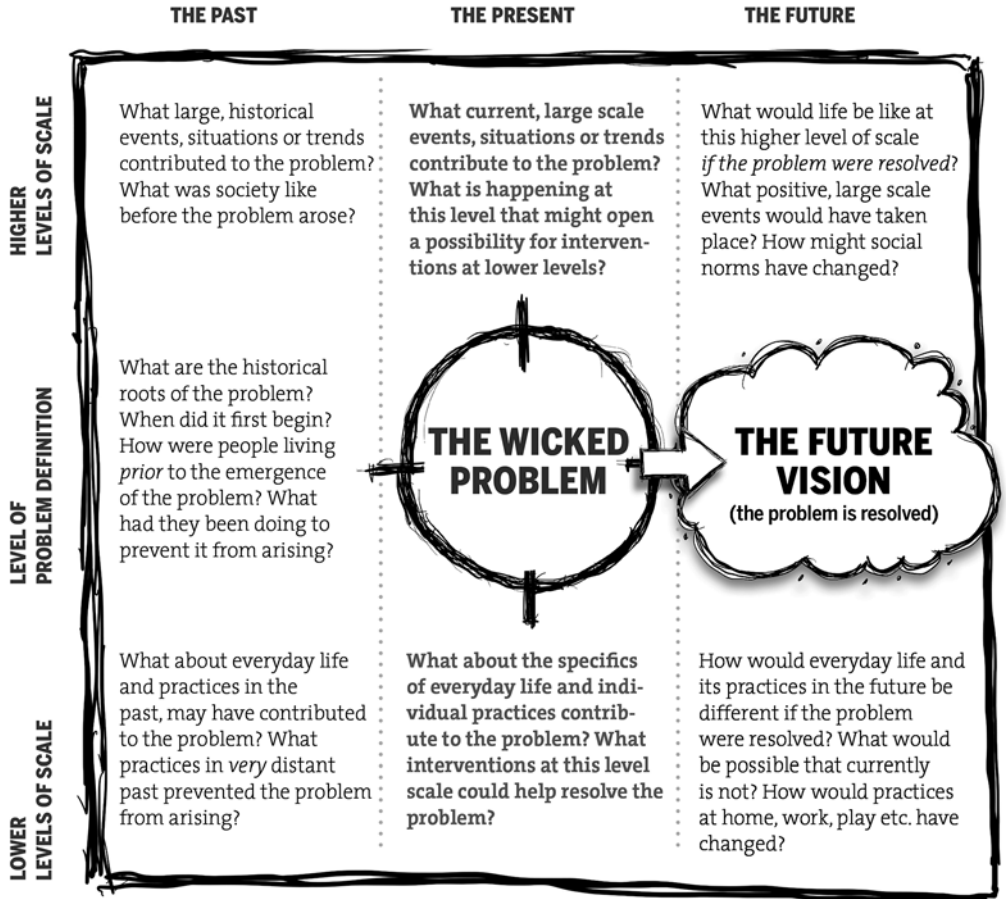 THE PAST
THE PRESENT
THE FUTURE
HIGHER
LEVELS OF SCALE
What large, historical
events, situations or trends
contributed to the problem?
What was society like
before the problem arose?
What current, large scale
events, situations or trends
contribute to the problem?
What is happening at
this level that might open
a possibility for interven-
tions at lower levels?
What would life be like at
this higher level of scale
if the problem were resolved?
What positive, large scale
events would have taken
place? How might social
norms have changed?
LEVEL OF
PROBLEM DEFINITION
What are the historical
roots of the problem?
When did it first begin?
How were people living
prior to the emergence
of the problem? What
had they been doing to
prevent it from arising?
THE WICKED
PROBLEM
THE FUTURE
VISION
(the problem is resolved)
LOWER
LEVELS OF SCALE
What about everyday life
and practices in the
past, may have contributed
to the problem? What
practices in very distant
past prevented the problem
from arising?
What about the specifics
of everyday life and indi-
vidual practices contrib-
ute to the problem? What
interventions at this level
scale could help resolve the
problem?
How would everyday life and
its practices in the future be
different if the problem
were resolved? What would
be possible that currently
is not? How would practices
at home, work, play etc. have
changed?